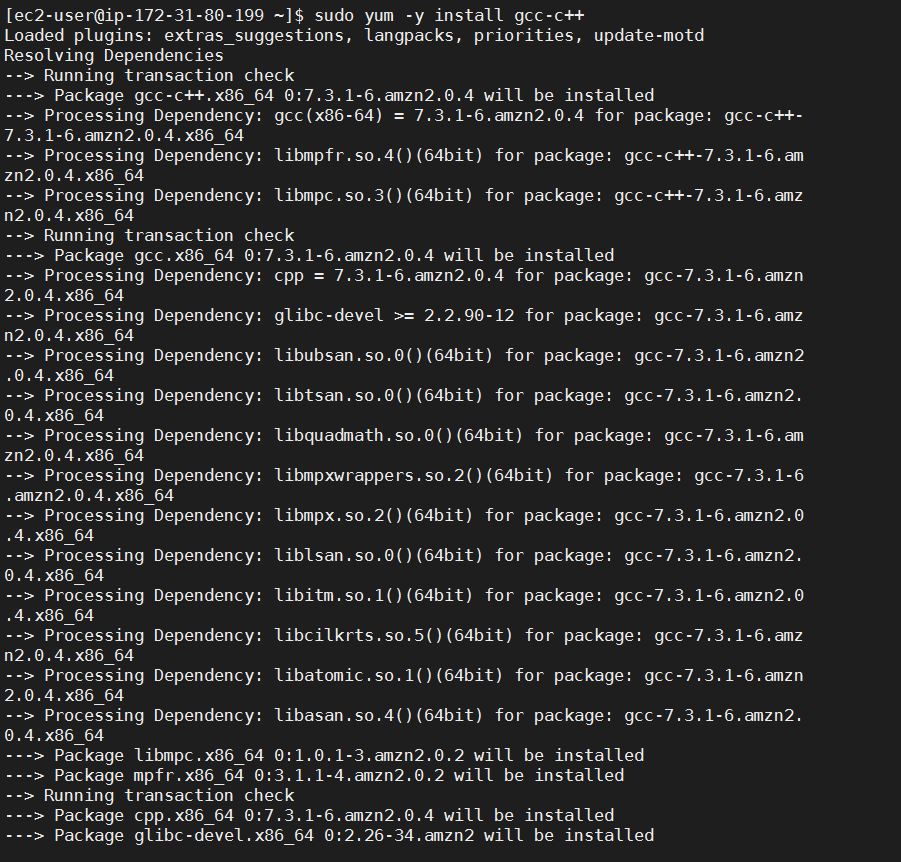 [ec2-user@ip-172-31-80-199 ~]$ sudo yum -y install gcc-c++
Loaded plugins: extras_suggestions, langpacks, priorities, update-motd
Resolving Dependencies
--> Running transaction check
---> Package gcc-c++.x86_64 0:7.3.1-6.amzn2.0.4 will be installed
--> Processing Dependency: gcc(x86-64) = 7.3.1-6.amzn2.0.4 for package: gcc-c++-
7.3.1-6.amzn2.0.4.x86_64
--> Processing Dependency: libmpfr.so.4()(64bit) for package: gcc-c++-7.3.1-6.am
zn2.0.4.x86_64
--> Processing Dependency: libmpc.so.3()(64bit) for package: gcc-c++-7.3.1-6.amz
n2.0.4.x86_64
--> Running transaction check
---> Package gcc.x86_64 0:7.3.1-6.amzn2.0.4 will be installed
--> Processing Dependency: cpp = 7.3.1-6.amzn2.0.4 for package: gcc-7.3.1-6.amzn
2.0.4.x86_64
--> Processing Dependency: glibc-devel >= 2.2.90-12 for package: gcc-7.3.1-6.amz
n2.0.4.x86_64
--> Processing Dependency: libubsan.so.0()(64bit) for package: gcc-7.3.1-6.amzn2
.0.4.x86_64
--> Processing Dependency: libtsan.so.0()(64bit) for package: gcc-7.3.1-6.amzn2.
0.4.x86_64
--> Processing Dependency: libquadmath.so.0()(64bit) for package: gcc-7.3.1-6.am
zn2.0.4.x86_64
--> Processing Dependency: libmpxwrappers.so.2()(64bit) for package: gcc-7.3.1-6
.amzn2.0.4.x86_64
--> Processing Dependency: libmpx.so.2()(64bit) for package: gcc-7.3.1-6.amzn2.0
.4.x86_64
--> Processing Dependency: liblsan.so.0()(64bit) for package: gcc-7.3.1-6.amzn2.
0.4.x86_64
--> Processing Dependency: libitm.so.1()(64bit) for package: gcc-7.3.1-6.amzn2.0
.4.x86_64
--> Processing Dependency: libcilkrts.so.5()(64bit) for package: gcc-7.3.1-6.amz
n2.0.4.x86_64
--> Processing Dependency: libatomic.so.1()(64bit) for package: gcc-7.3.1-6.amzn
2.0.4.x86_64
--> Processing Dependency: libasan.so.4()(64bit) for package: gcc-7.3.1-6.amzn2.
0.4.x86_64
---> Package libmpc.x86_64 0:1.0.1-3.amzn2.0.2 will be installed
---> Package mpfr.x86_64 0:3.1.1-4.amzn2.0.2 will be installed
--> Running transaction check
---> Package cpp.x86_64 0:7.3.1-6.amzn2.0.4 will be installed
---> Package glibc-devel.x86_64 0:2.26-34.amzn2 will be installed